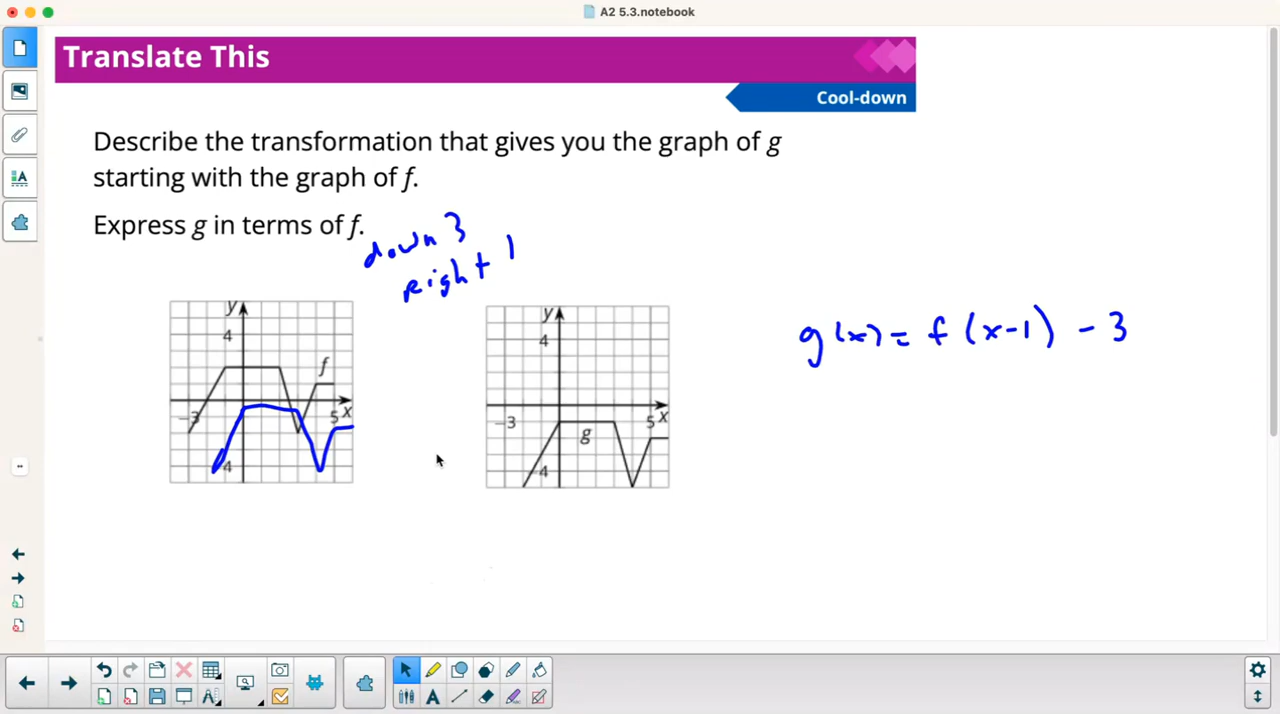 A2 5.3.notebook
Translate This
Cool-down
Describe the transformation that gives you the graph of g
starting with the graph of f.
Express g in terms of f.
down 3
right 1
y
4
f
-3
5
x
4
y
4
-3
5
x
g
-4
g(x) = f(x-1) - 3